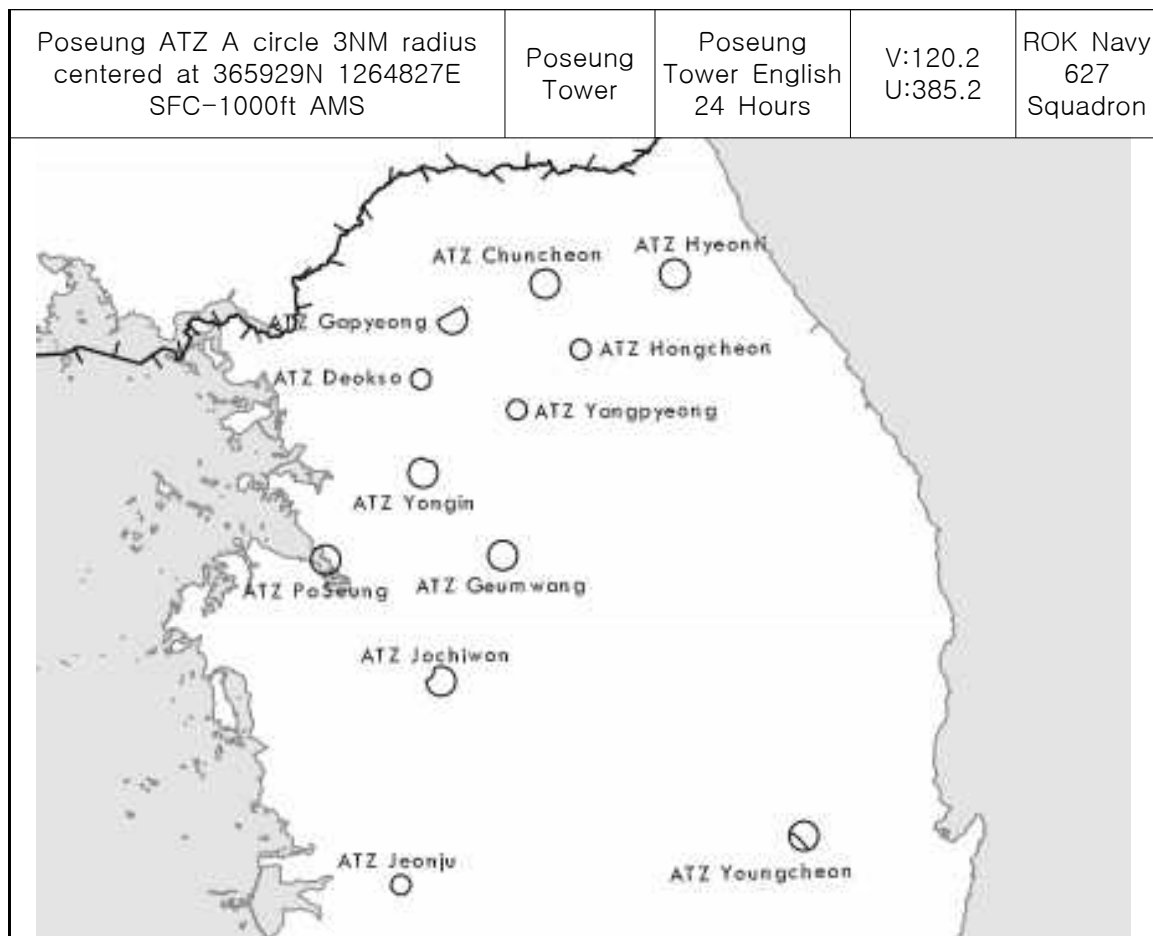 Poseung ATZ A circle 3NM radius
centered at 365929N 1264827E
SFC-1000ft AMS
Poseung
Tower
Poseung
Tower English
24 Hours
V:120.2
U:385.2
ROK Navy
627
Squadron
ATZ Hyeonri
ATZ Chuncheon
ATZ Gapyeong
ATZ Hongcheon
ATZ Deokso
ATZ Yangpyeong
ATZ Yongin
ATZ PoSeung
ATZ Geumwang
ATZ Jochiwon
ATZ Jeonju
ATZ Youngcheon